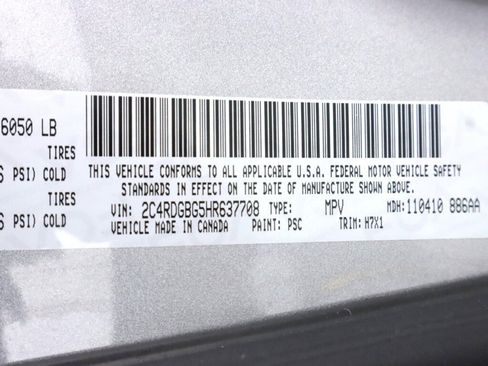 6050 LB
TIRES
PSI) COLD
TIRES
PSI) COLD
THIS VEHICLE CONFORMS TO ALL APPLICABLE U.S.A. FEDERAL MOTOR VEHICLE SAFETY
STANDARDS IN EFFECT ON THE DATE OF MANUFACTURE SHOWN ABOVE.
VIN: 2C4RDGBG5HR637708 TYPE: MPV MDH: 110410 886AA
VEHICLE MADE IN CANADA PAINT: PSC TRIM: H7X1